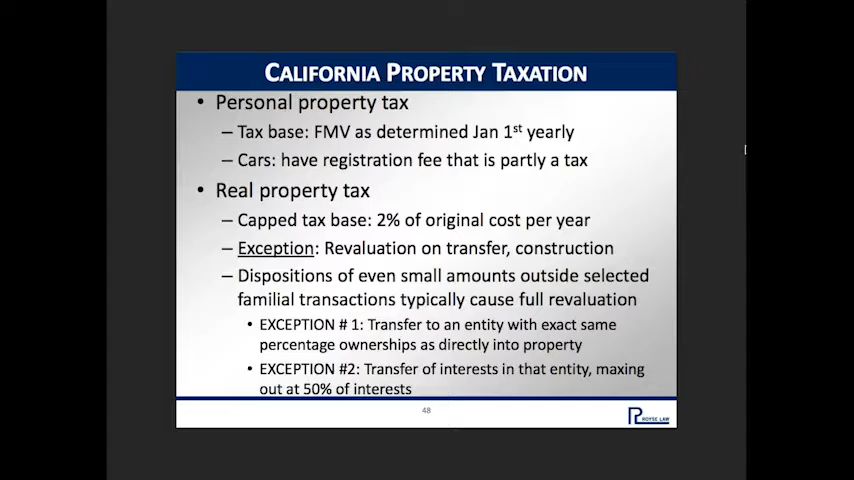 CALIFORNIA PROPERTY TAXATION
• Personal property tax
– Tax base: FMV as determined Jan 1st yearly
– Cars: have registration fee that is partly a tax
• Real property tax
– Capped tax base: 2% of original cost per year
– Exception: Revaluation on transfer, construction
– Dispositions of even small amounts outside selected
familial transactions typically cause full revaluation
• EXCEPTION # 1: Transfer to an entity with exact same
percentage ownerships as directly into property
• EXCEPTION #2: Transfer of interests in that entity, maxing
out at 50% of interests
48
ROYSE LAW